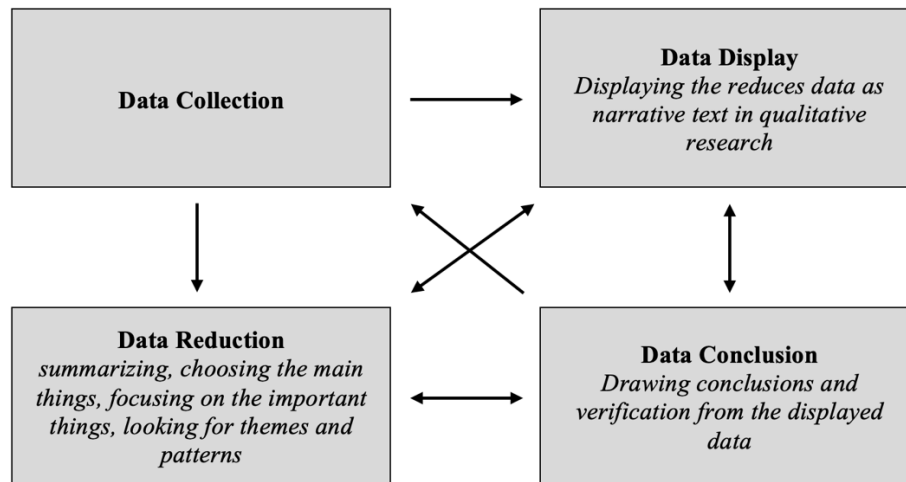 Data Collection
Data Display
Displaying the reduces data as
narrative text in qualitative
research
Data Reduction
summarizing, choosing the main
things, focusing on the important
things, looking for themes and
patterns
Data Conclusion
Drawing conclusions and
verification from the displayed
data